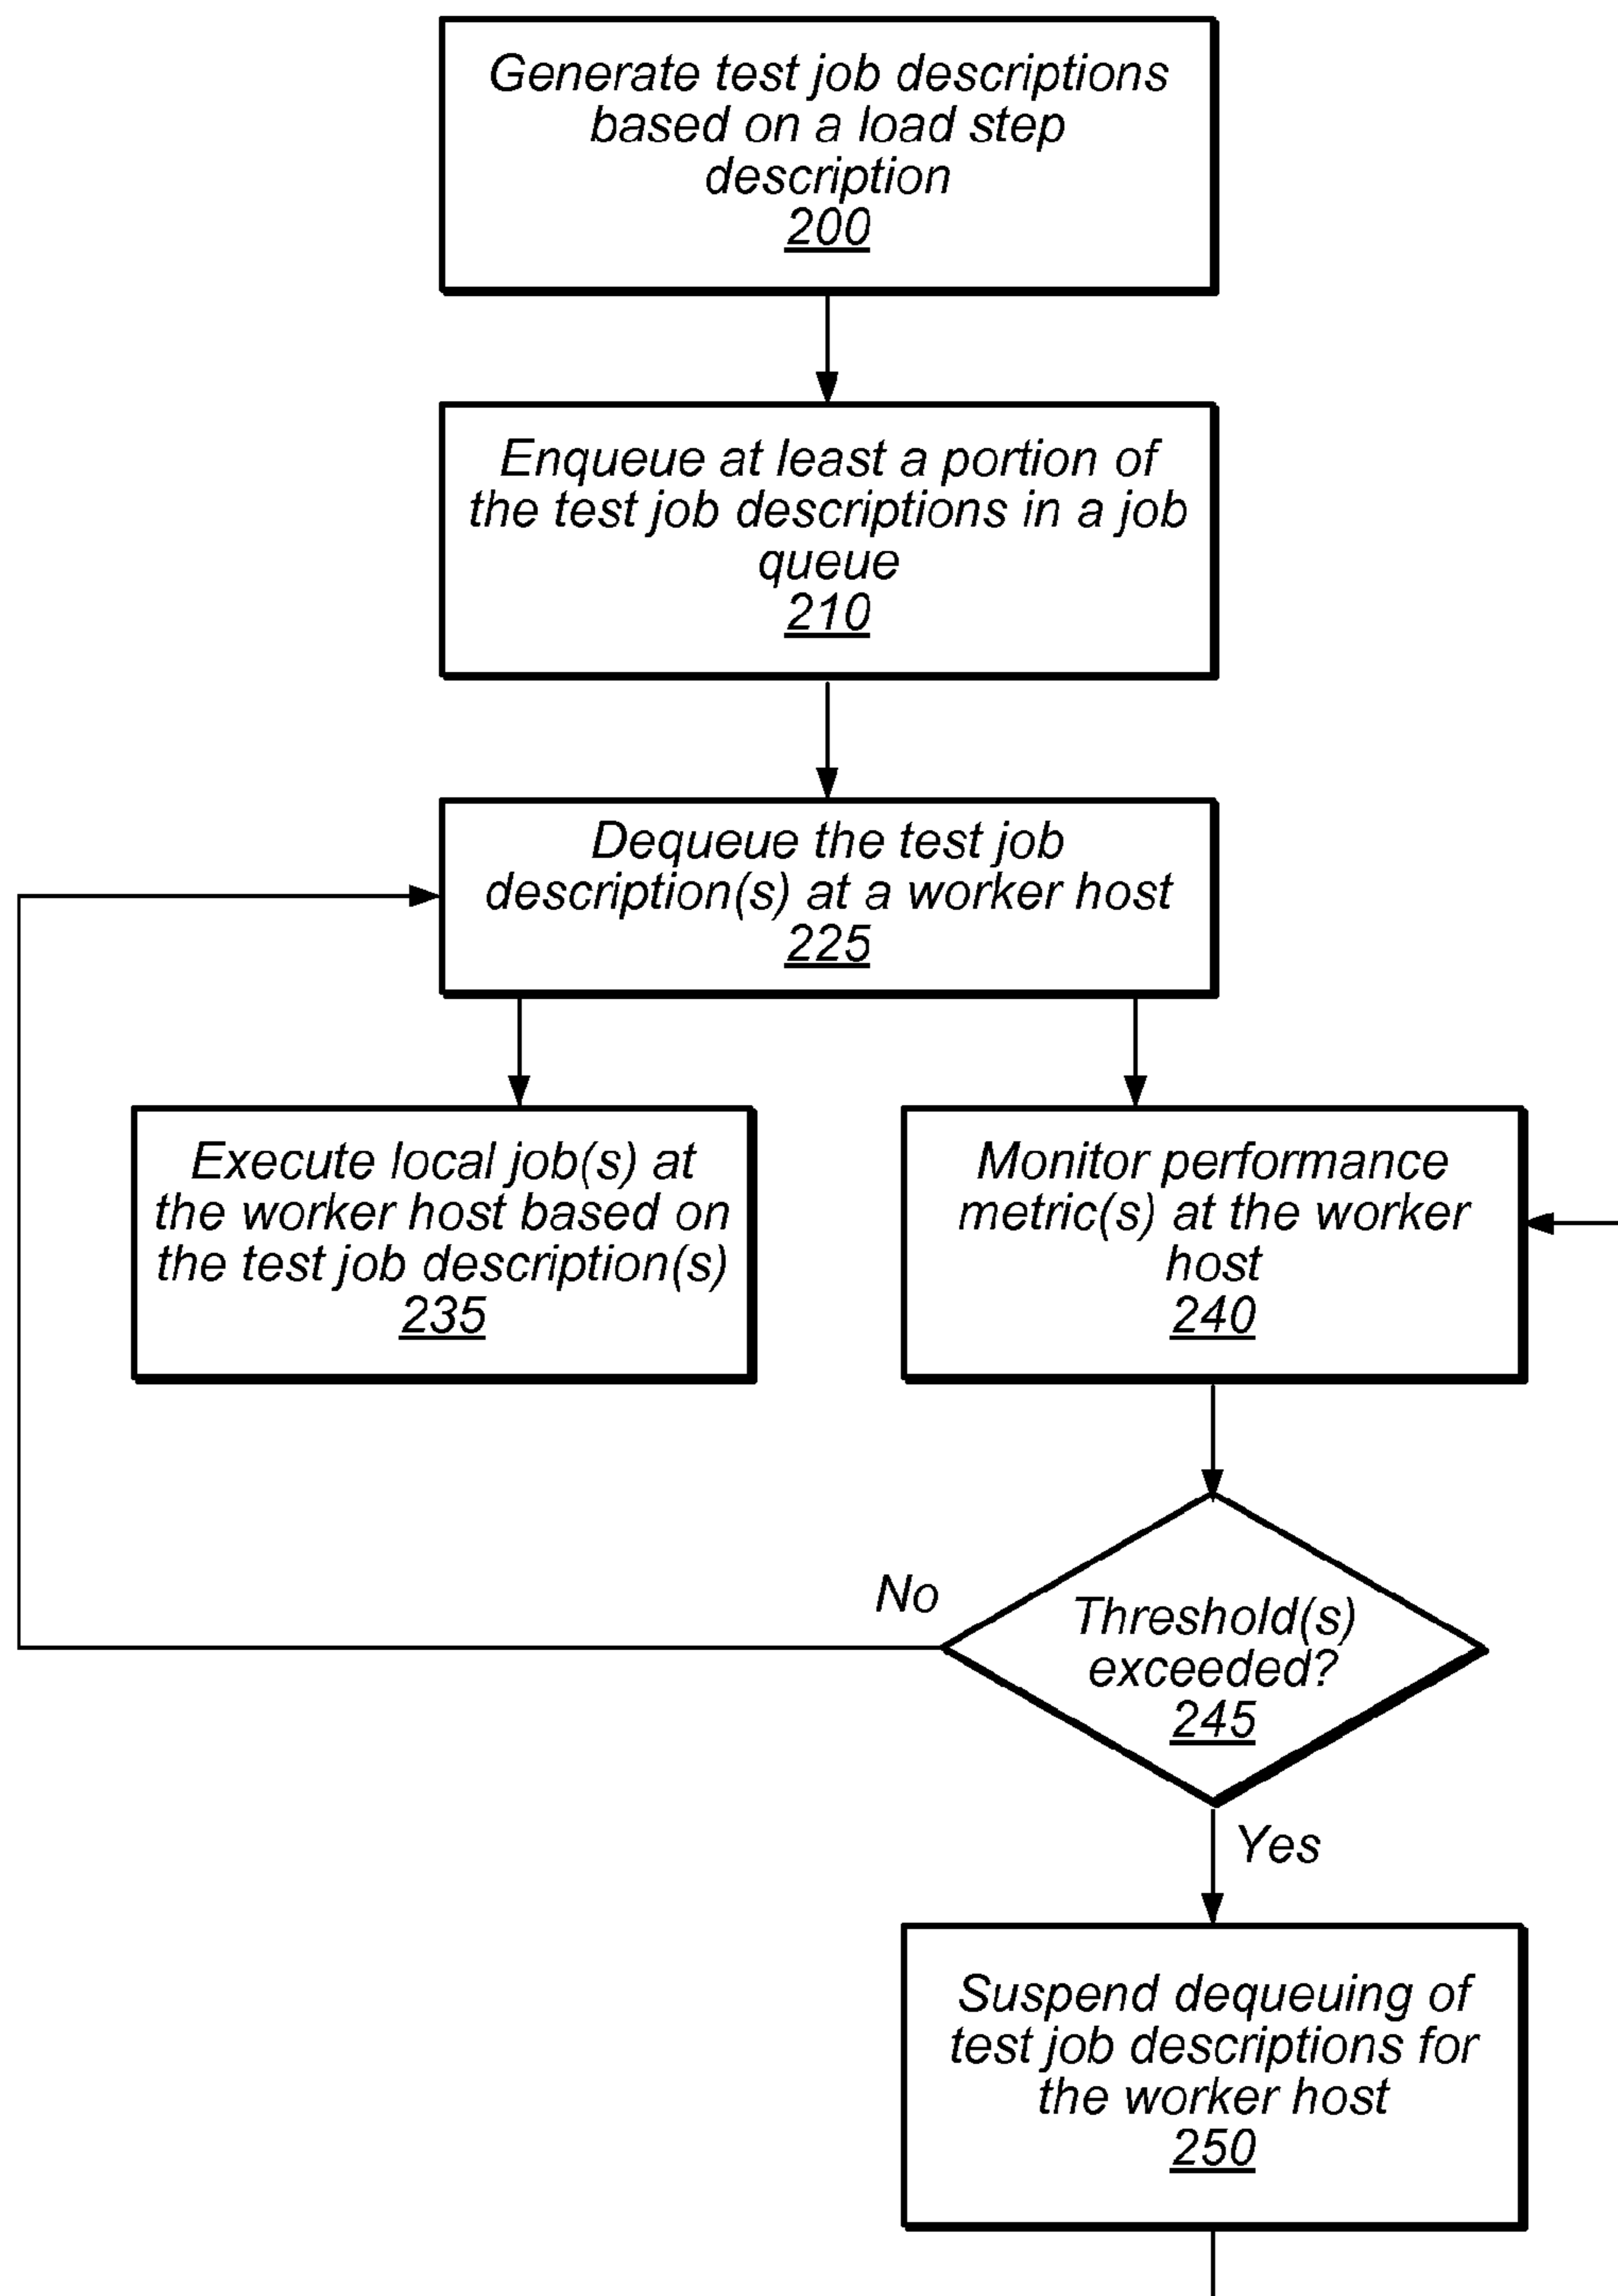 Generate test job descriptions
based on a load step
description
200
Enqueue at least a portion of
the test job descriptions in a job
queue
210
Dequeue the test job
description(s) at a worker host
225
Execute local job(s) at
the worker host based on
the test job description(s)
235
Monitor performance
metric(s) at the worker
host
240
No
Threshold(s)
exceeded?
245
Yes
Suspend dequeuing of
test job descriptions for
the worker host
250